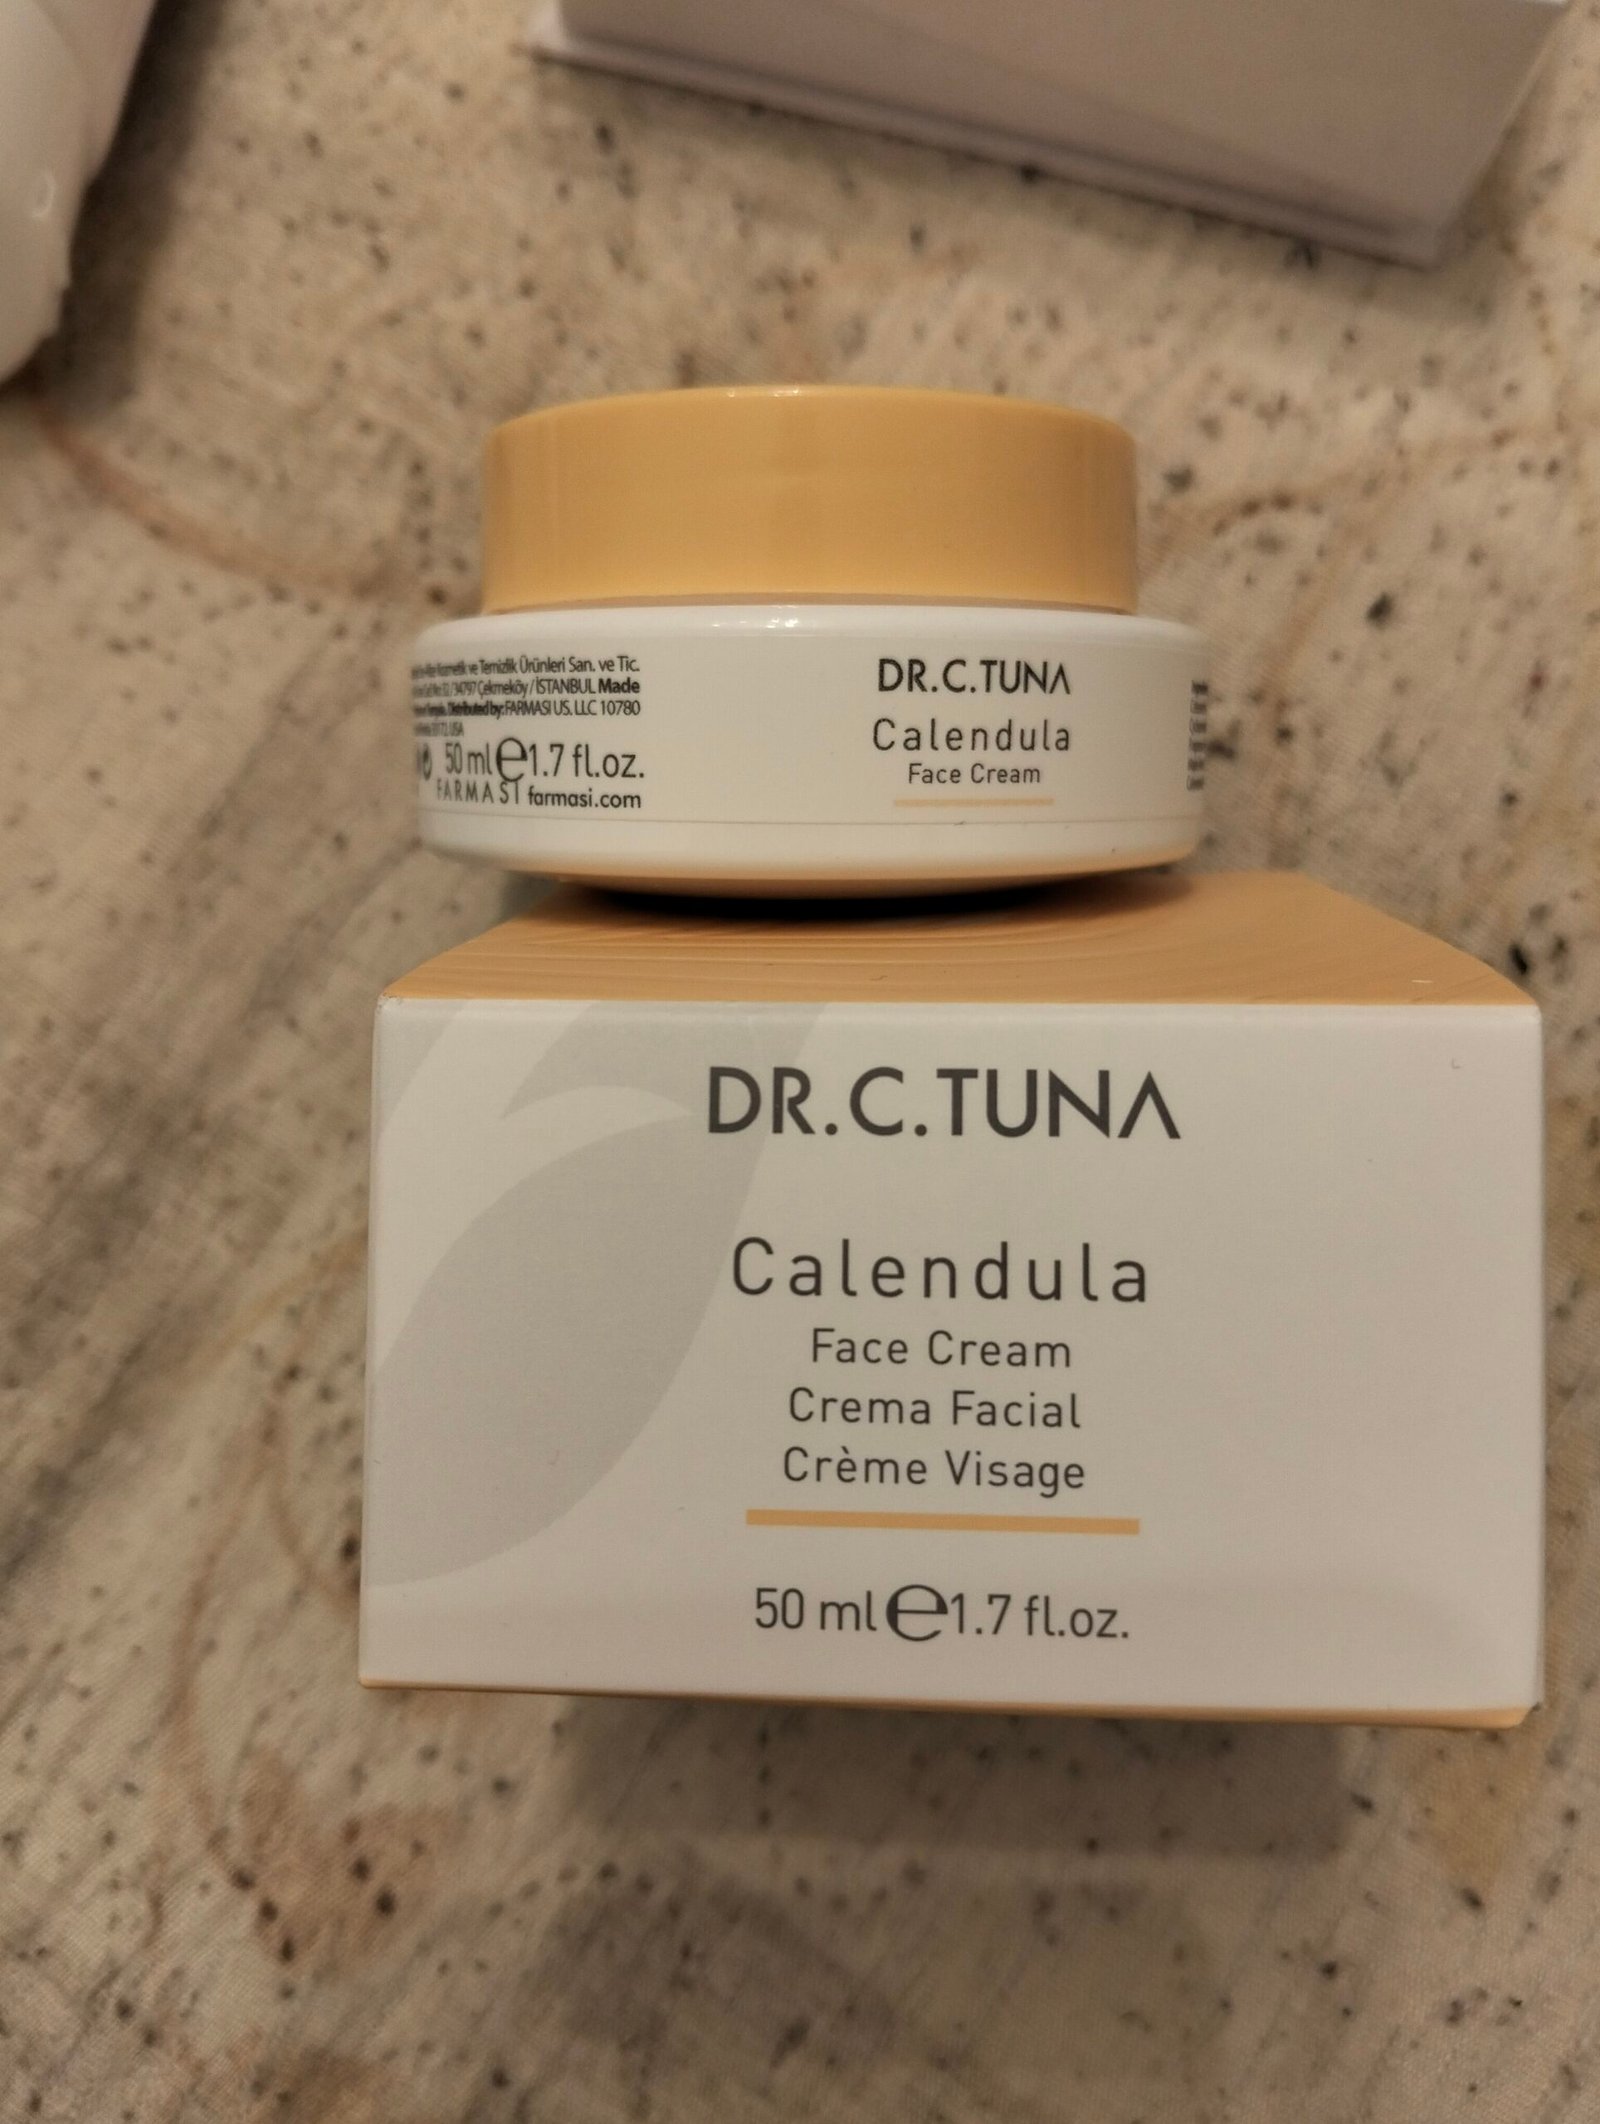 Kozmetik ve Temizlik Ürünleri San. ve Tic.
34797 Çekmeköy / İSTANBUL Made
Distributed by: FARMASI US, LLC 10780
USA
50 ml e 1.7 fl.oz.
FARMASI farmasi.com
DR.C.TUNA
Calendula
Face Cream
DR.C.TUNA
Calendula
Face Cream
Crema Facial
Crème Visage
50 ml e 1.7 fl.oz.